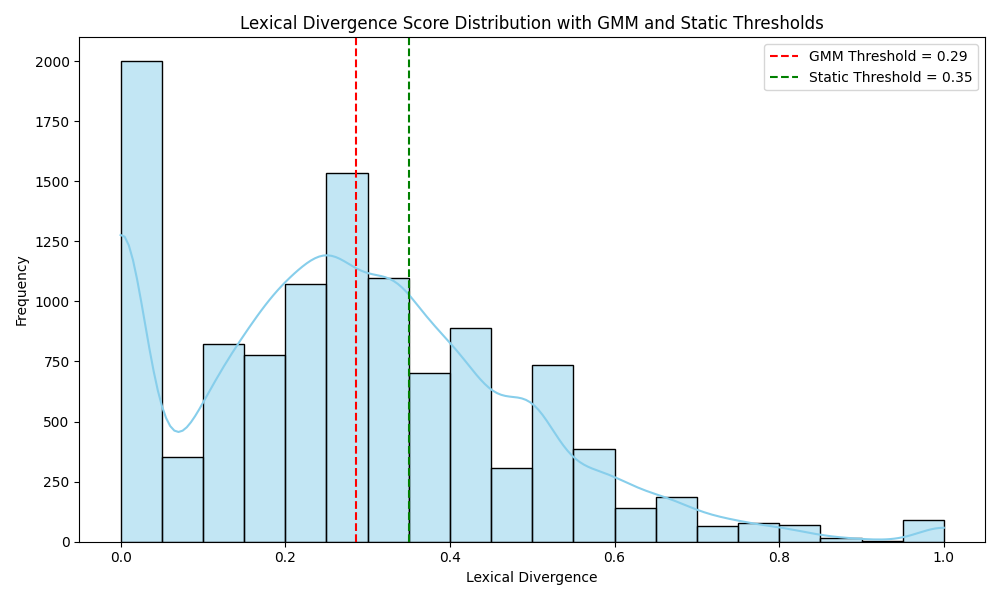 Lexical Divergence Score Distribution with GMM and Static Thresholds
GMM Threshold = 0.29
Static Threshold = 0.35
Frequency
2000
1750
1500
1250
1000
750
500
250
0
0.0 0.2 0.4 0.6 0.8 1.0
Lexical Divergence